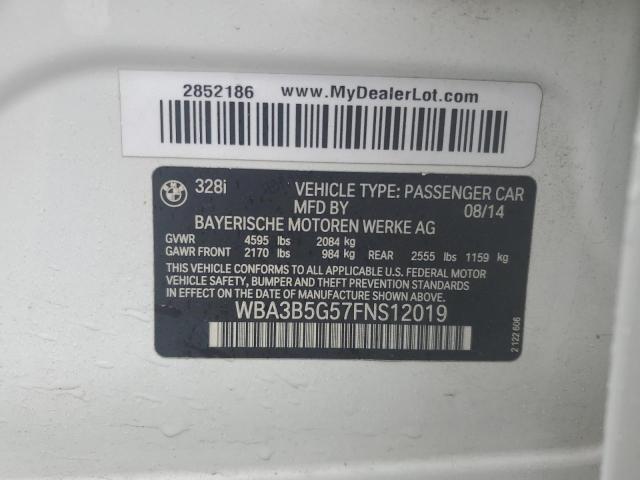 2852186 www.MyDealerLot.com
328i VEHICLE TYPE: PASSENGER CAR
MFD BY 08/14
BAYERISCHE MOTOREN WERKE AG
GVWR 4595 lbs 2084 kg
GAWR FRONT 2170 lbs 984 kg REAR 2555 lbs 1159 kg
THIS VEHICLE CONFORMS TO ALL APPLICABLE U.S. FEDERAL MOTOR
VEHICLE SAFETY, BUMPER, AND THEFT PREVENTION STANDARDS
IN EFFECT ON THE DATE OF MANUFACTURE SHOWN ABOVE.
WBA3B5G57FNS12019
2 122 606